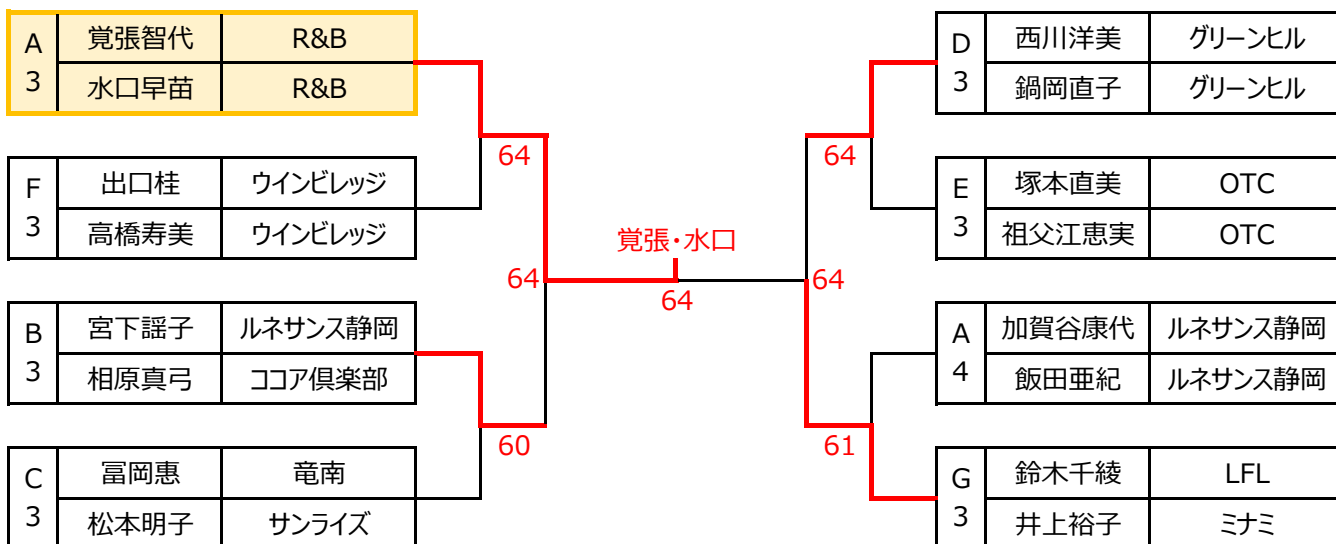 A 3 覚張智代 R&B
水口早苗 R&B
64
F 3 出口桂 ウインビレッジ
高橋寿美 ウインビレッジ
64
B 3 宮下謡子 ルネサンス静岡
相原真弓 ココア倶楽部
60
C 3 冨岡惠 竜南
松本明子 サンライズ
覚張・水口
64
D 3 西川洋美 グリーンヒル
鍋岡直子 グリーンヒル
64
E 3 塚本直美 OTC
祖父江恵実 OTC
64
A 4 加賀谷康代 ルネサンス静岡
飯田亜紀 ルネサンス静岡
61
G 3 鈴木千綾 LFL
井上裕子 ミナミ